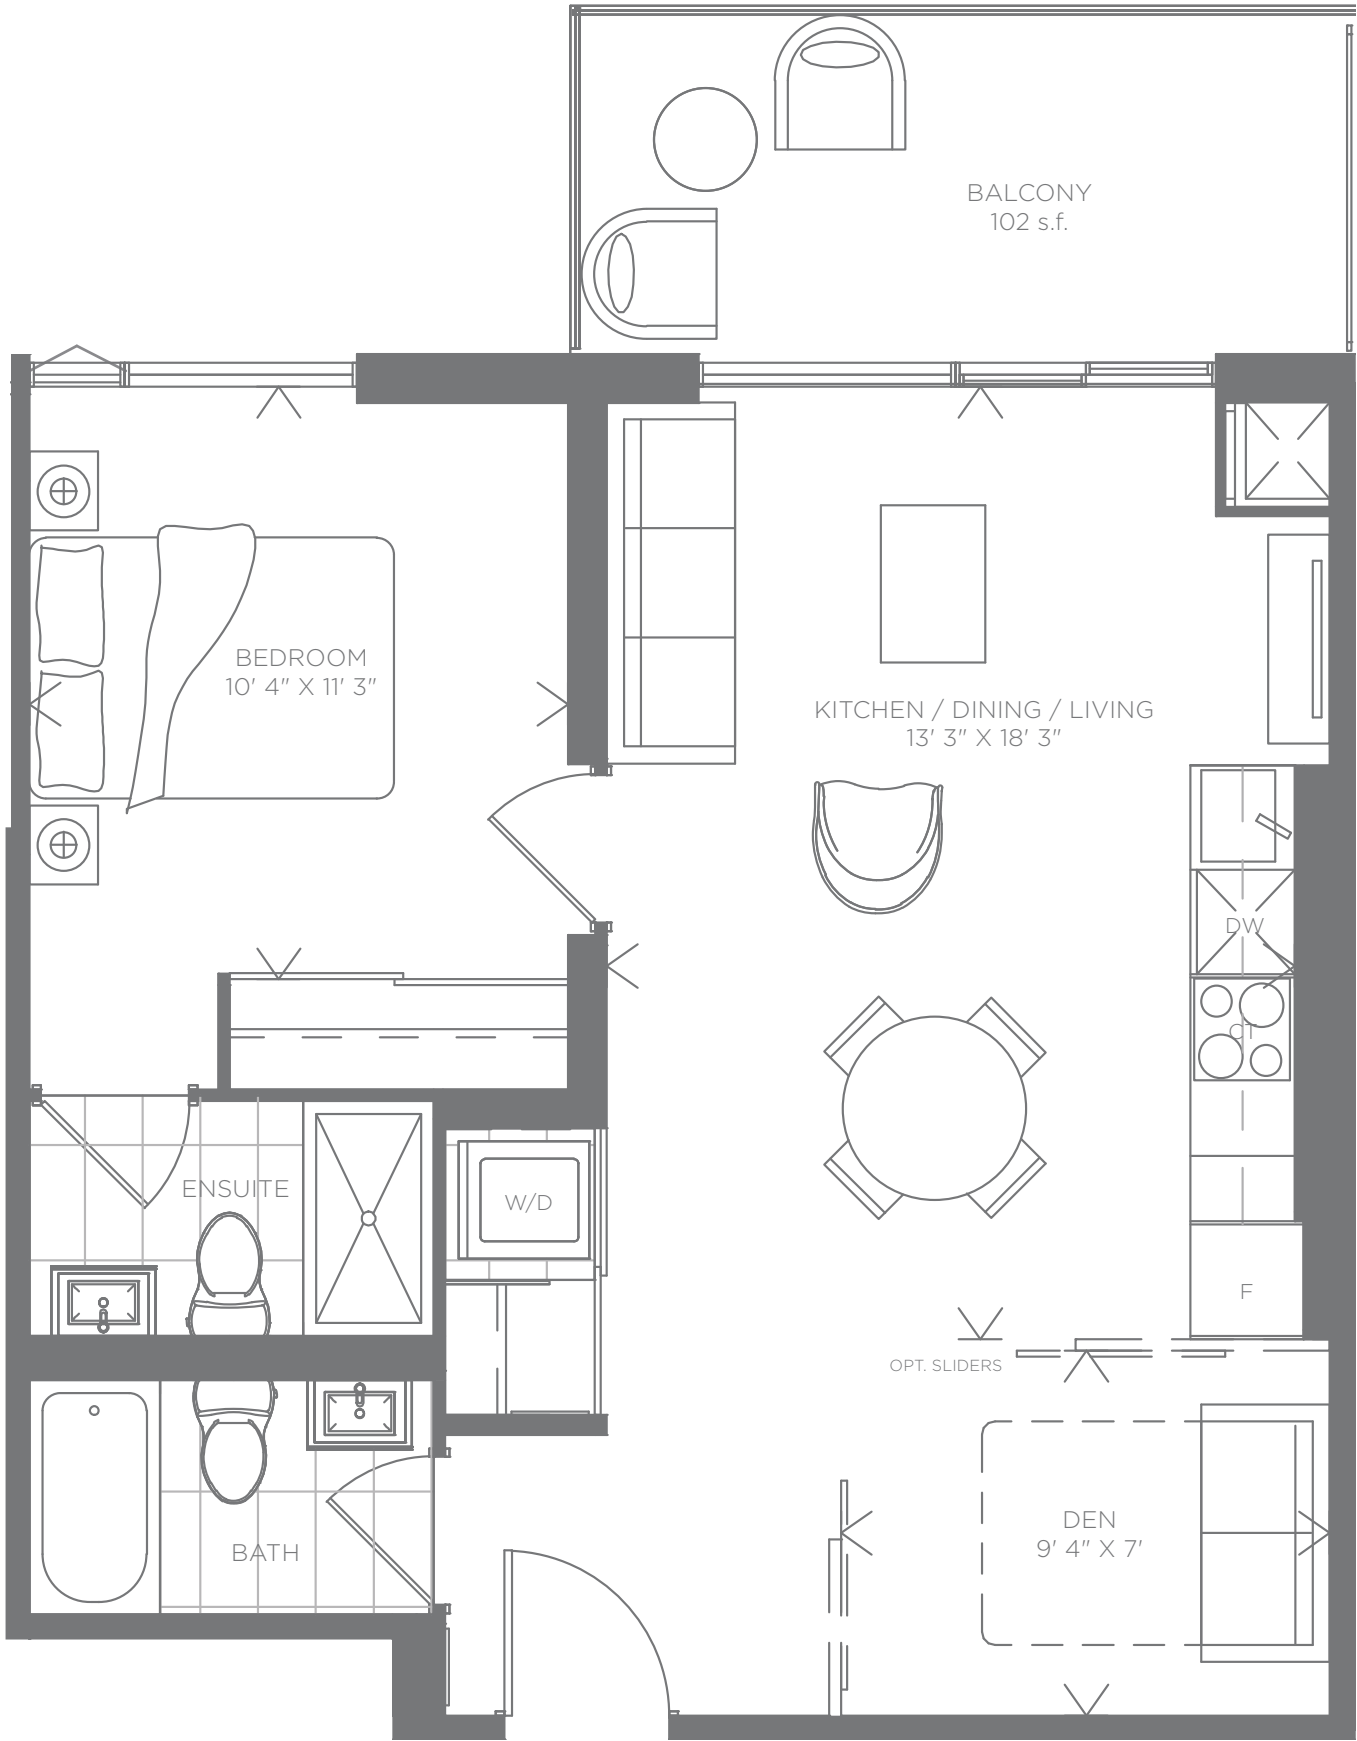 BALCONY
102 s.f.
BEDROOM
10' 4" X 11' 3"
KITCHEN / DINING / LIVING
13' 3" X 18' 3"
DW
CT
ENSUITE
W/D
F
OPT. SLIDERS
DEN
9' 4" X 7'
BATH